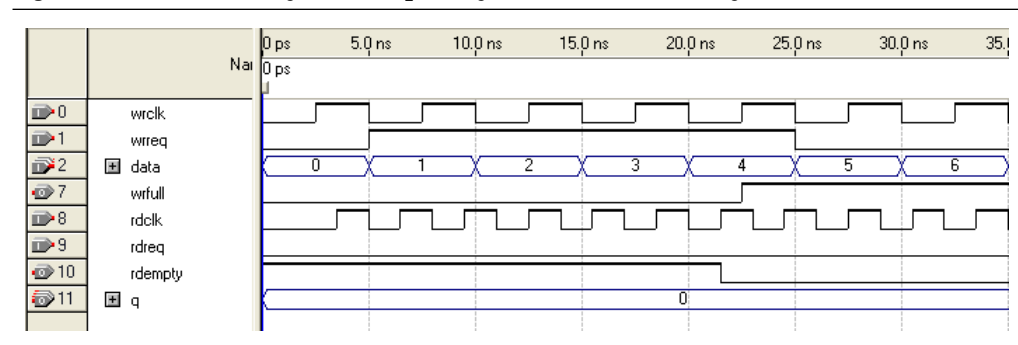 0 ps 5.0 ns 10.0 ns 15.0 ns 20.0 ns 25.0 ns 30.0 ns 35.
Nai 0 ps
0 wrclk
1 wrreq
2 data 0 1 2 3 4 5 6
7 wrfull
8 rdclk
9 rdreq
10 rdempty
11 q 0